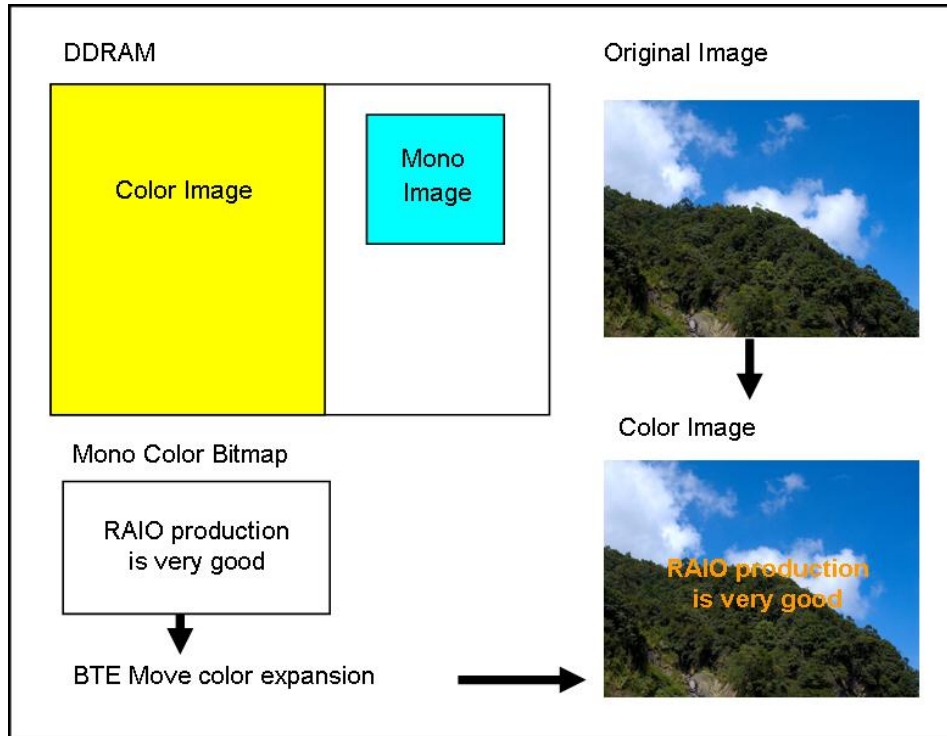 DDRAM
Original Image
Color Image
Mono
Image
Color Image
Mono Color Bitmap
RAIO production
is very good
RAIO production
is very good
BTE Move color expansion